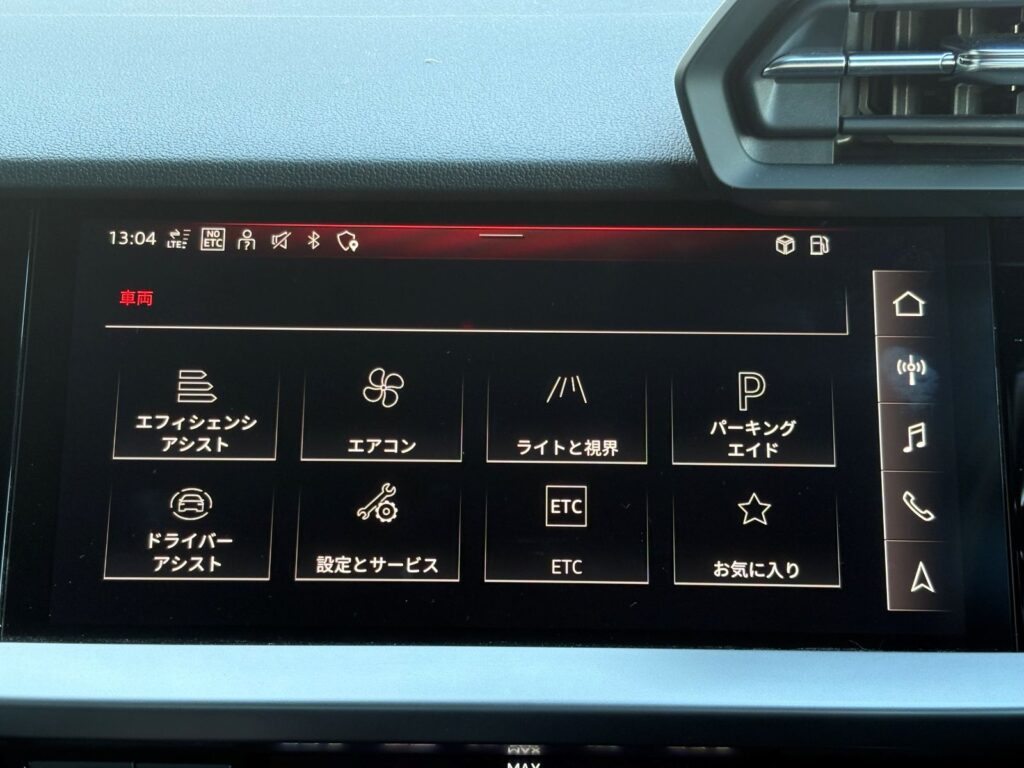 13:04 LTE NO
ETC ?
車両
エフィシェンシ
アシスト
エアコン
ライトと視界
P
パーキング
エイド
ドライバー
アシスト
設定とサービス
ETC
ETC
お気に入り
MAX
MAX